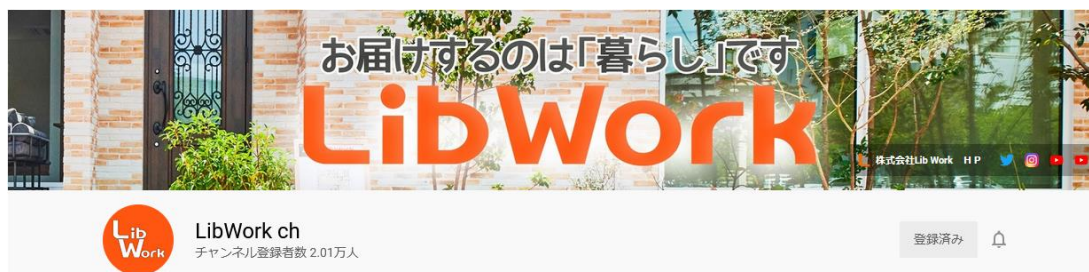 お届けするのは「暮らし」です
LibWork
株式会社Lib Work HP
Lib
Work
LibWork ch
チャンネル登録者数 2.01万人
登録済み